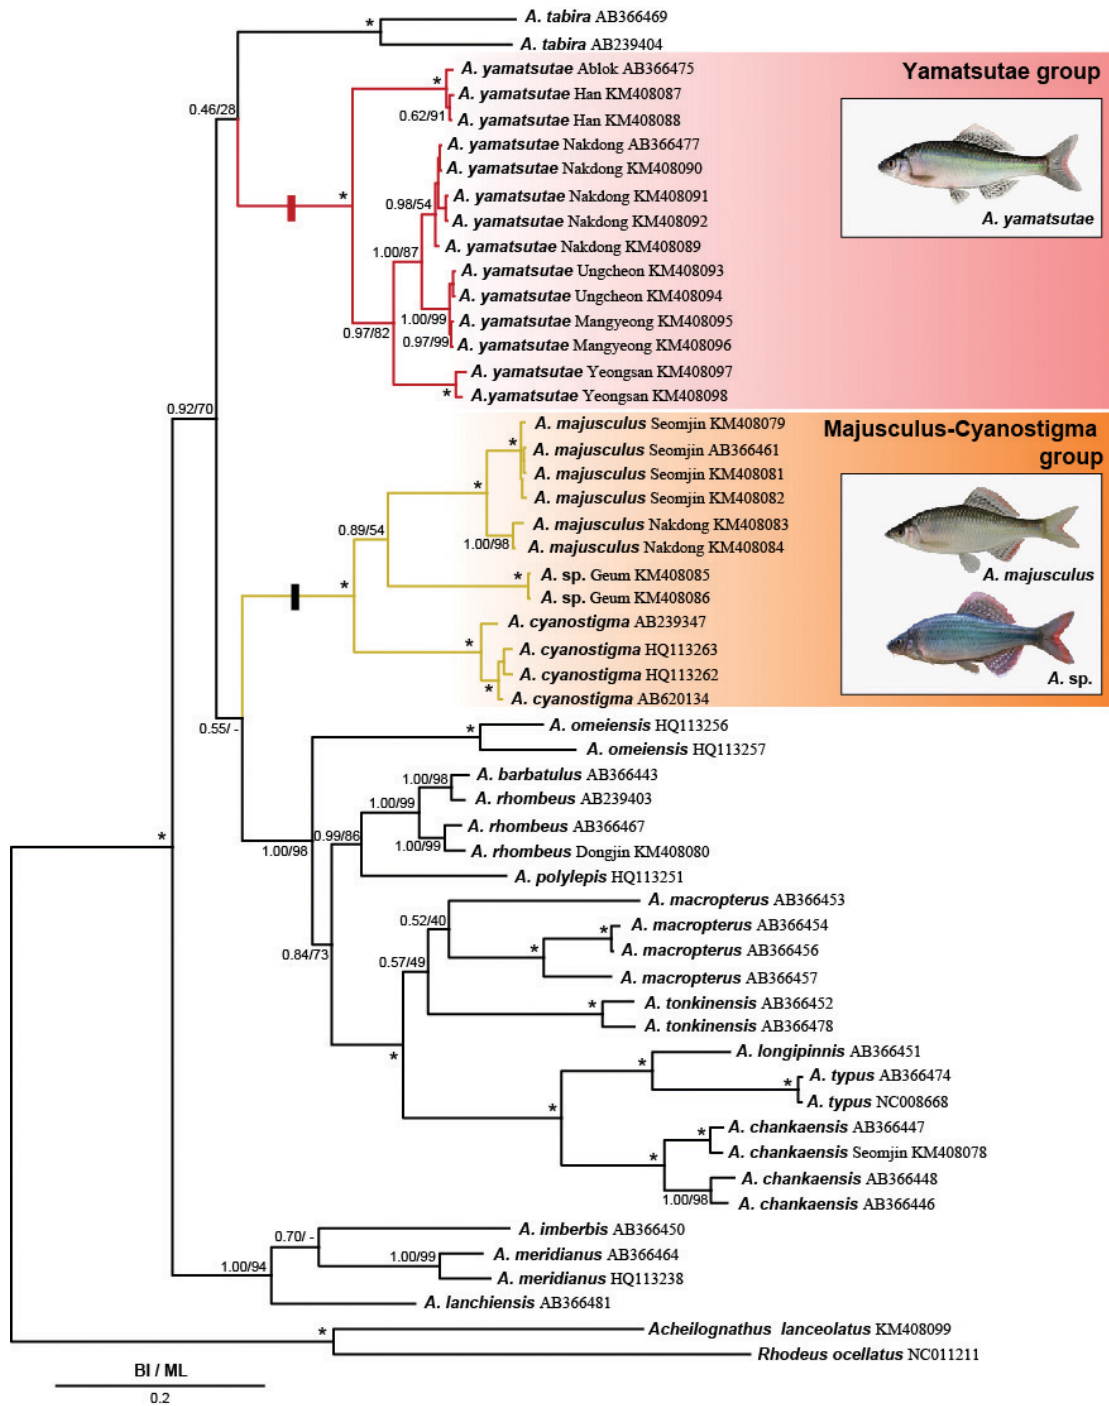 A. tabira AB366469
*
A. tabira AB239404
Yamatsutae group
A. yamatsutae Ablok AB366475
*
A. yamatsutae Han KM408087
0.46/28
0.62/91
A. yamatsutae Han KM408088
A. yamatsutae Nakdong AB366477
A. yamatsutae Nakdong KM408090
A. yamatsutae Nakdong KM408091
*
0.98/54
A. yamatsutae Nakdong KM408092
A. yamatsutae
A. yamatsutae Nakdong KM408089
1.00/87
A. yamatsutae Ungcheon KM408093
A. yamatsutae Ungcheon KM408094
1.00/99
A. yamatsutae Mangyeong KM408095
0.97/82
0.97/99
A. yamatsutae Mangyeong KM408096
A. yamatsutae Yeongsan KM408097
*
A.yamatsutae Yeongsan KM408098
0.92/70
A. majusculus Seomjin KM408079
Majusculus-Cyanostigma
group
*
A. majusculus Seomjin AB366461
A. majusculus Seomjin KM408081
*
A. majusculus Seomjin KM408082
A. majusculus Nakdong KM408083
0.89/54
1.00/98
A. majusculus Nakdong KM408084
A. majusculus
*
A. sp. Geum KM408085
*
A. sp. Geum KM408086
A. cyanostigma AB239347
*
A. cyanostigma HQ113263
A. cyanostigma HQ113262
A. sp.
*
A. cyanostigma AB620134
0.55/ -
*
A. omeiensis HQ113256
A. omeiensis HQ113257
1.00/98
A. barbatulus AB366443
1.00/99
A. rhombeus AB239403
*
0.99/86
A. rhombeus AB366467
1.00/98
1.00/99
A. rhombeus Dongjin KM408080
A. polylepis HQ113251
A. macropterus AB366453
0.52/40
*
A. macropterus AB366454
0.84/73
*
A. macropterus AB366456
0.57/49
A. macropterus AB366457
*
A. tonkinensis AB366452
A. tonkinensis AB366478
*
*
A. longipinnis AB366451
*
A. typus AB366474
A. typus NC008668
*
*
A. chankaensis AB366447
*
A. chankaensis Seomjin KM408078
A. chankaensis AB366448
1.00/98
A. chankaensis AB366446
A. imberbis AB366450
0.70/ -
1.00/99
A. meridianus AB366464
1.00/94
A. meridianus HQ113238
A. lanchiensis AB366481
*
Acheilognathus lanceolatus KM408099
Rhodeus ocellatus NC011211
BI / ML
0.2